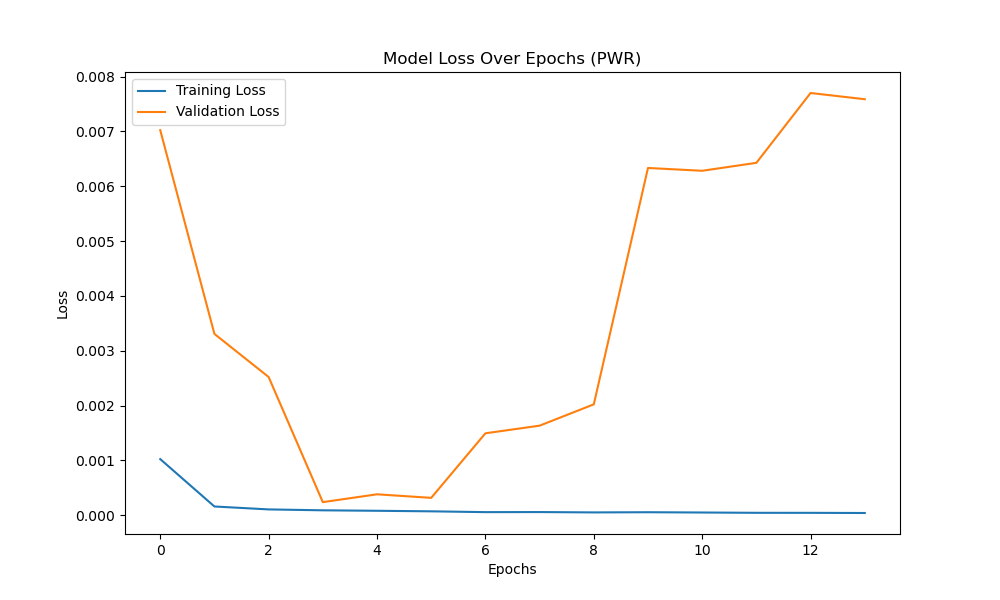 Model Loss Over Epochs (PWR)
Training Loss
Validation Loss
0.008
0.007
0.006
0.005
0.004
0.003
0.002
0.001
0.000
Loss
0 2 4 6 8 10 12
Epochs